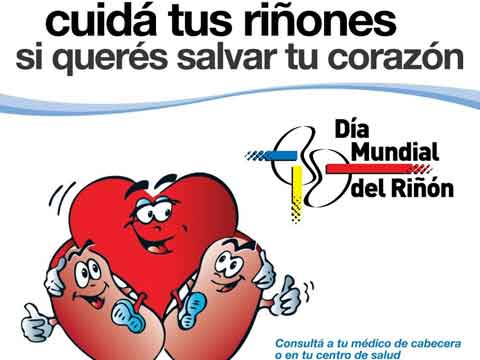 cuidá tus riñones
si querés salvar tu corazón
Día
Mundial
del Riñón
Consultá a tu médico de cabecera
o en tu centro de salud